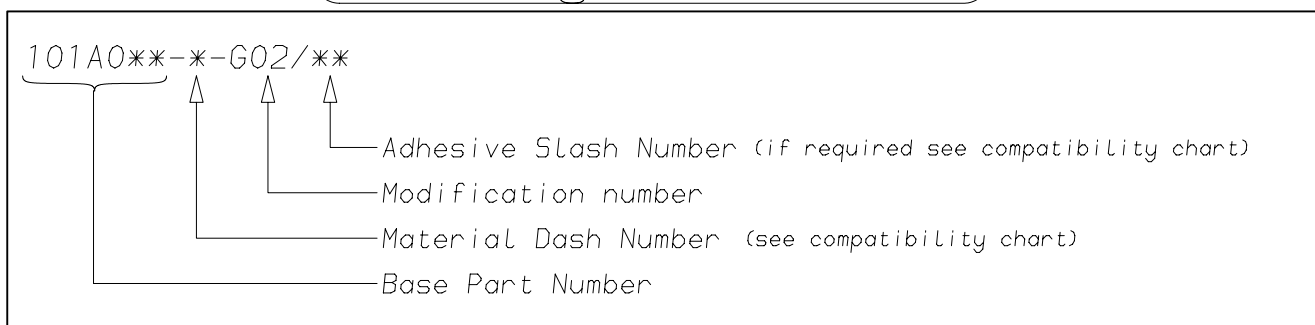 101A0**-*-G02/**
Adhesive Slash Number (if required see compatibility chart)
Modification number
Material Dash Number (see compatibility chart)
Base Part Number